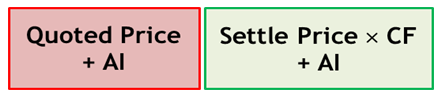 Quoted Price
+ AI
Settle Price × CF
+ AI